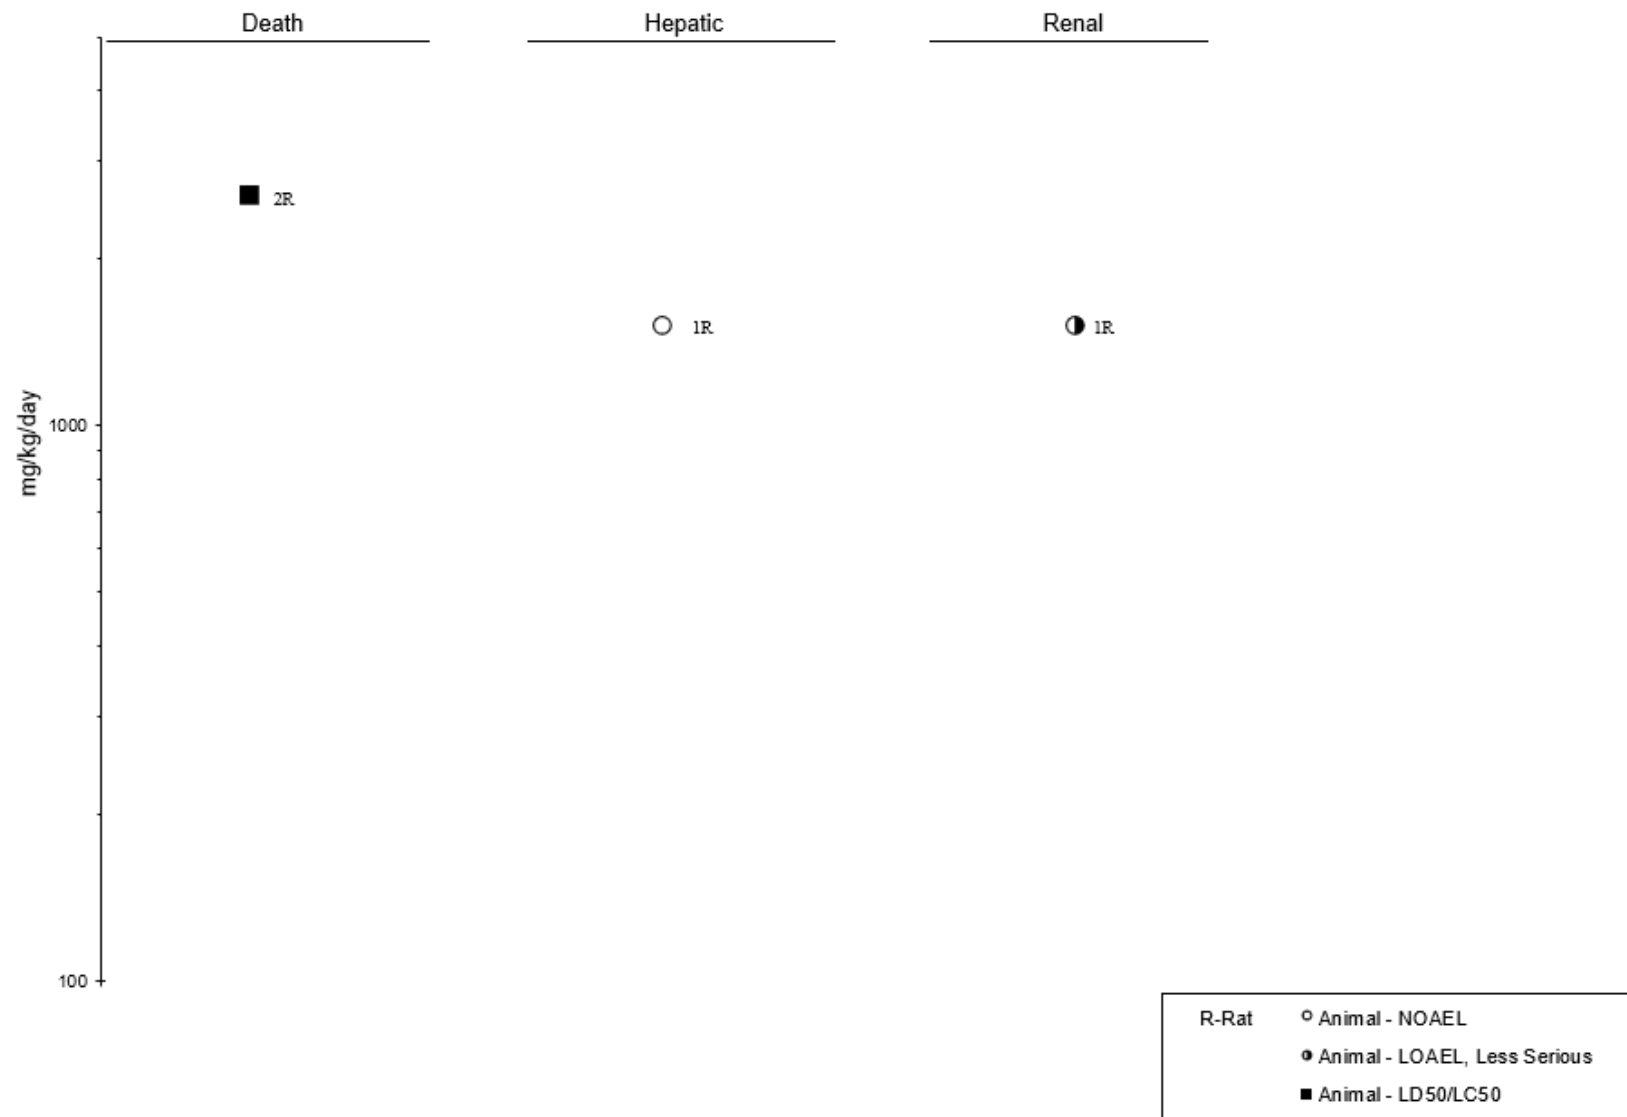 Death Hepatic Renal
2R
1R 1R
mg/kg/day
1000
100
R-Rat Animal - NOAEL
Animal - LOAEL, Less Serious
Animal - LD50/LC50